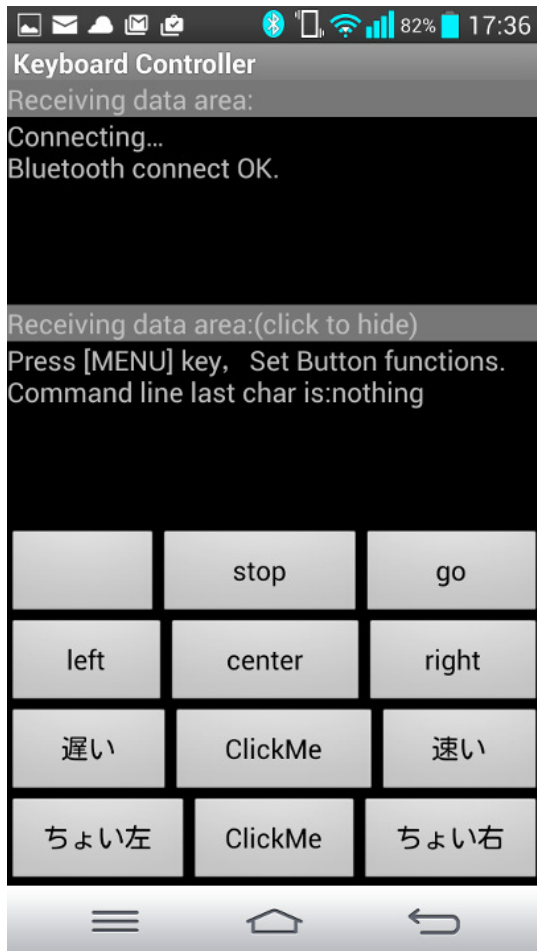 82% 17:36
Keyboard Controller
Receiving data area:
Connecting...
Bluetooth connect OK.
Receiving data area:(click to hide)
Press [MENU] key, Set Button functions.
Command line last char is:nothing
stop go
left center right
遅い ClickMe 速い
ちょい左 ClickMe ちょい右